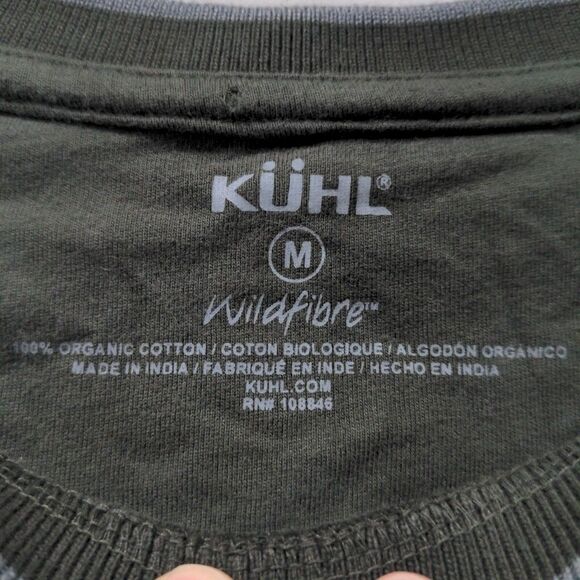 KÜHL®
M
Wildfibre™
100% ORGANIC COTTON / COTON BIOLOGIQUE / ALGODÓN ORGANICO
MADE IN INDIA / FABRIQUÉ EN INDE / HECHO EN INDIA
KUHL.COM
RN# 108846